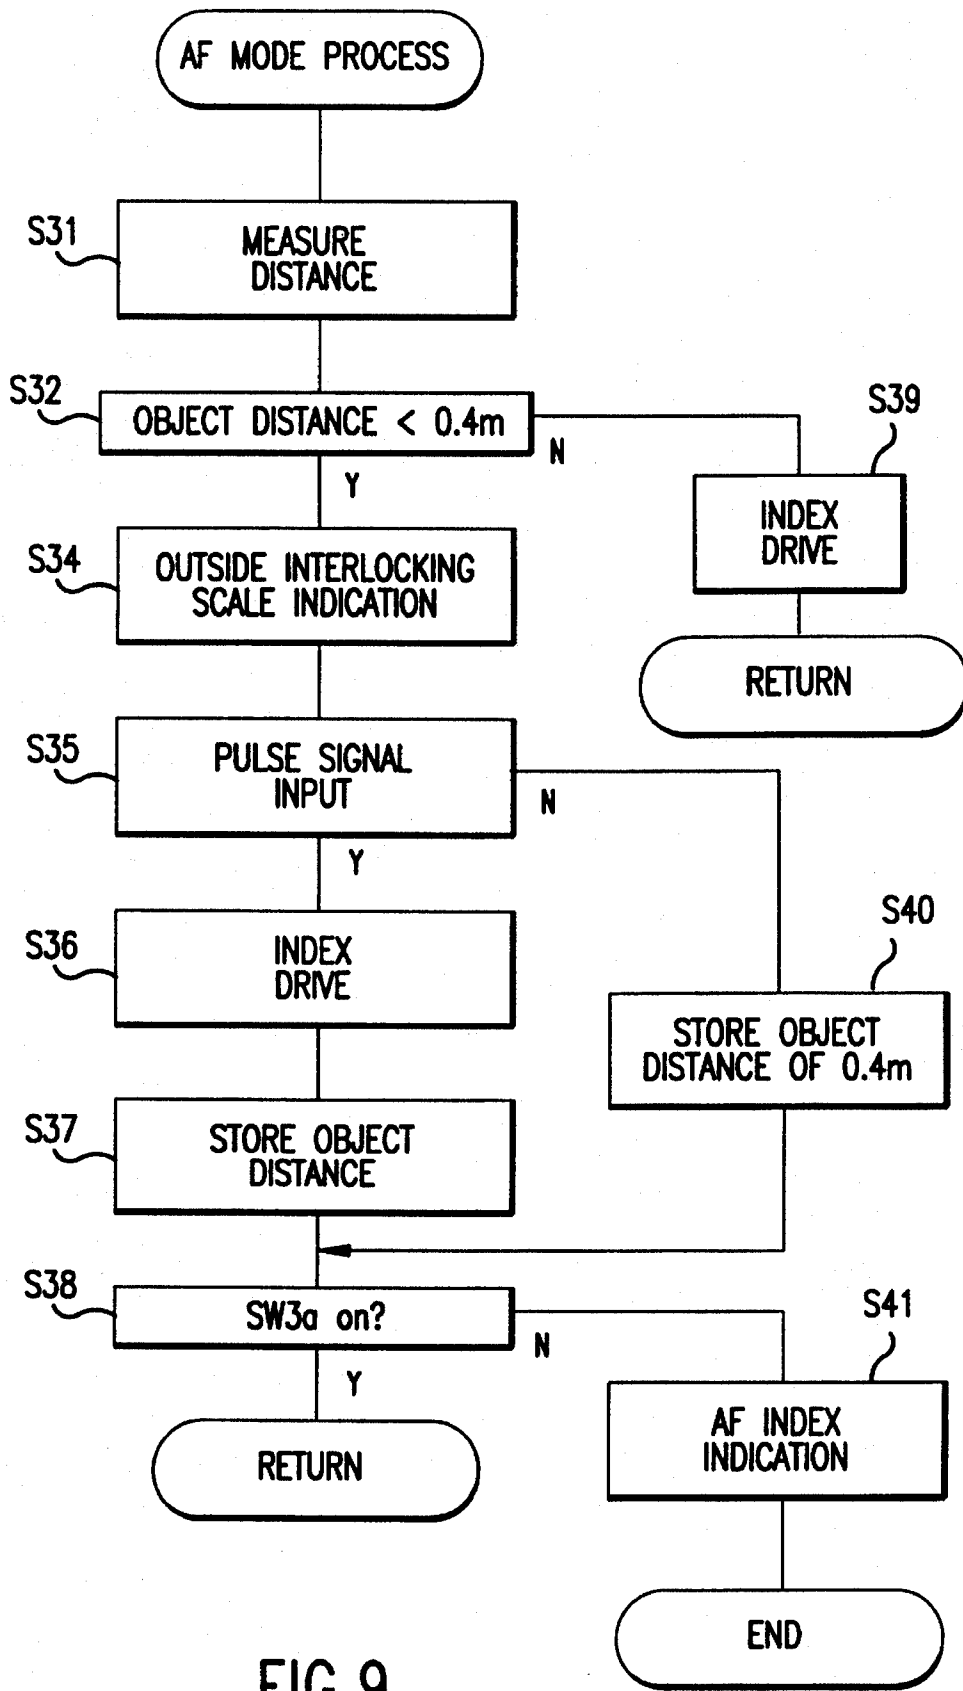 AF MODE PROCESS
S31
MEASURE
DISTANCE
S32
OBJECT DISTANCE < 0.4m
N
Y
S39
INDEX
DRIVE
RETURN
S34
OUTSIDE INTERLOCKING
SCALE INDICATION
S35
PULSE SIGNAL
INPUT
N
Y
S36
INDEX
DRIVE
S40
STORE OBJECT
DISTANCE OF 0.4m
S37
STORE OBJECT
DISTANCE
S38
SW3a on?
N
Y
S41
AF INDEX
INDICATION
RETURN
END
FIG.9